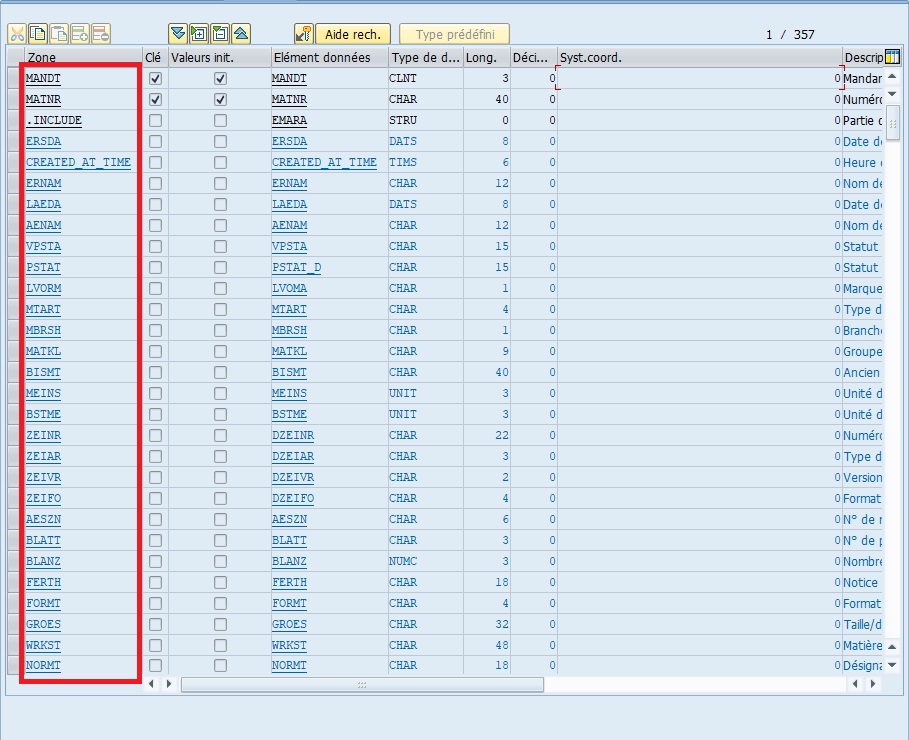 Aide rech. Type prédéfini 1 / 357
Zone Clé Valeurs init. Elément données Type de d... Long. Déci... Syst.coord. Descrip
MANDT MANDT CLNT 3 0 0 Mandar
MATNR MATNR CHAR 40 0 0 Numéro
.INCLUDE EMARA STRU 0 0 0 Partie d
ERSDA ERSDA DATS 8 0 0 Date de
CREATED_AT_TIME CREATED_AT_TIME TIMS 6 0 0 Heure
ERNAM ERNAM CHAR 12 0 0 Nom de
LAEDA LAEDA DATS 8 0 0 Date de
AENAM AENAM CHAR 12 0 0 Nom de
VPSTA VPSTA CHAR 15 0 0 Statut
PSTAT PSTAT_D CHAR 15 0 0 Statut
LVORM LVOMA CHAR 1 0 0 Marque
MTART MTART CHAR 4 0 0 Type d
MBRSH MBRSH CHAR 1 0 0 Branch
MATKL MATKL CHAR 9 0 0 Groupe
BISMT BISMT CHAR 40 0 0 Ancien
MEINS MEINS UNIT 3 0 0 Unité d
BSTME BSTME UNIT 3 0 0 Unité d
ZEINR DZEINR CHAR 22 0 0 Numéro
ZEIAR DZEIAR CHAR 3 0 0 Type d
ZEIVR DZEIVR CHAR 2 0 0 Version
ZEIFO DZEIFO CHAR 4 0 0 Format
AESZN AESZN CHAR 6 0 0 N° de
BLATT BLATT CHAR 3 0 0 N° de p
BLANZ BLANZ NUMC 3 0 0 Nombre
FERTH FERTH CHAR 18 0 0 Notice
FORMT FORMT CHAR 4 0 0 Format
GROES GROES CHAR 32 0 0 Taille/d
WRKST WRKST CHAR 48 0 0 Matière
NORMT NORMT CHAR 18 0 0 Désigna